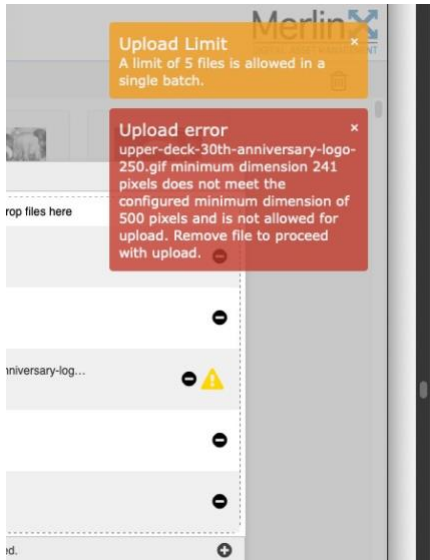 Merlin
Upload Limit ×
A limit of 5 files is allowed in a
single batch.
Upload error ×
upper-deck-30th-anniversary-logo-
250.gif minimum dimension 241
pixels does not meet the
configured minimum dimension of
500 pixels and is not allowed for
upload. Remove file to proceed
with upload.
rop files here
nniversary-log...
ed.